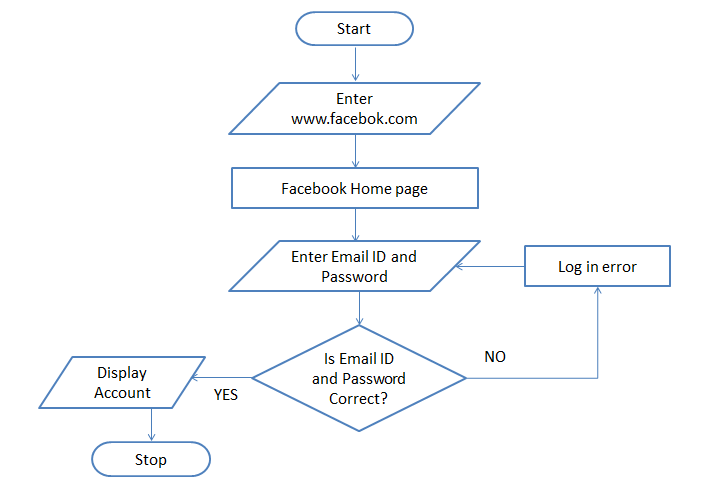 Start
Enter
www.facebok.com
Facebook Home page
Enter Email ID and
Password
Log in error
Is Email ID
and Password
Correct?
NO
YES
Display
Account
Stop